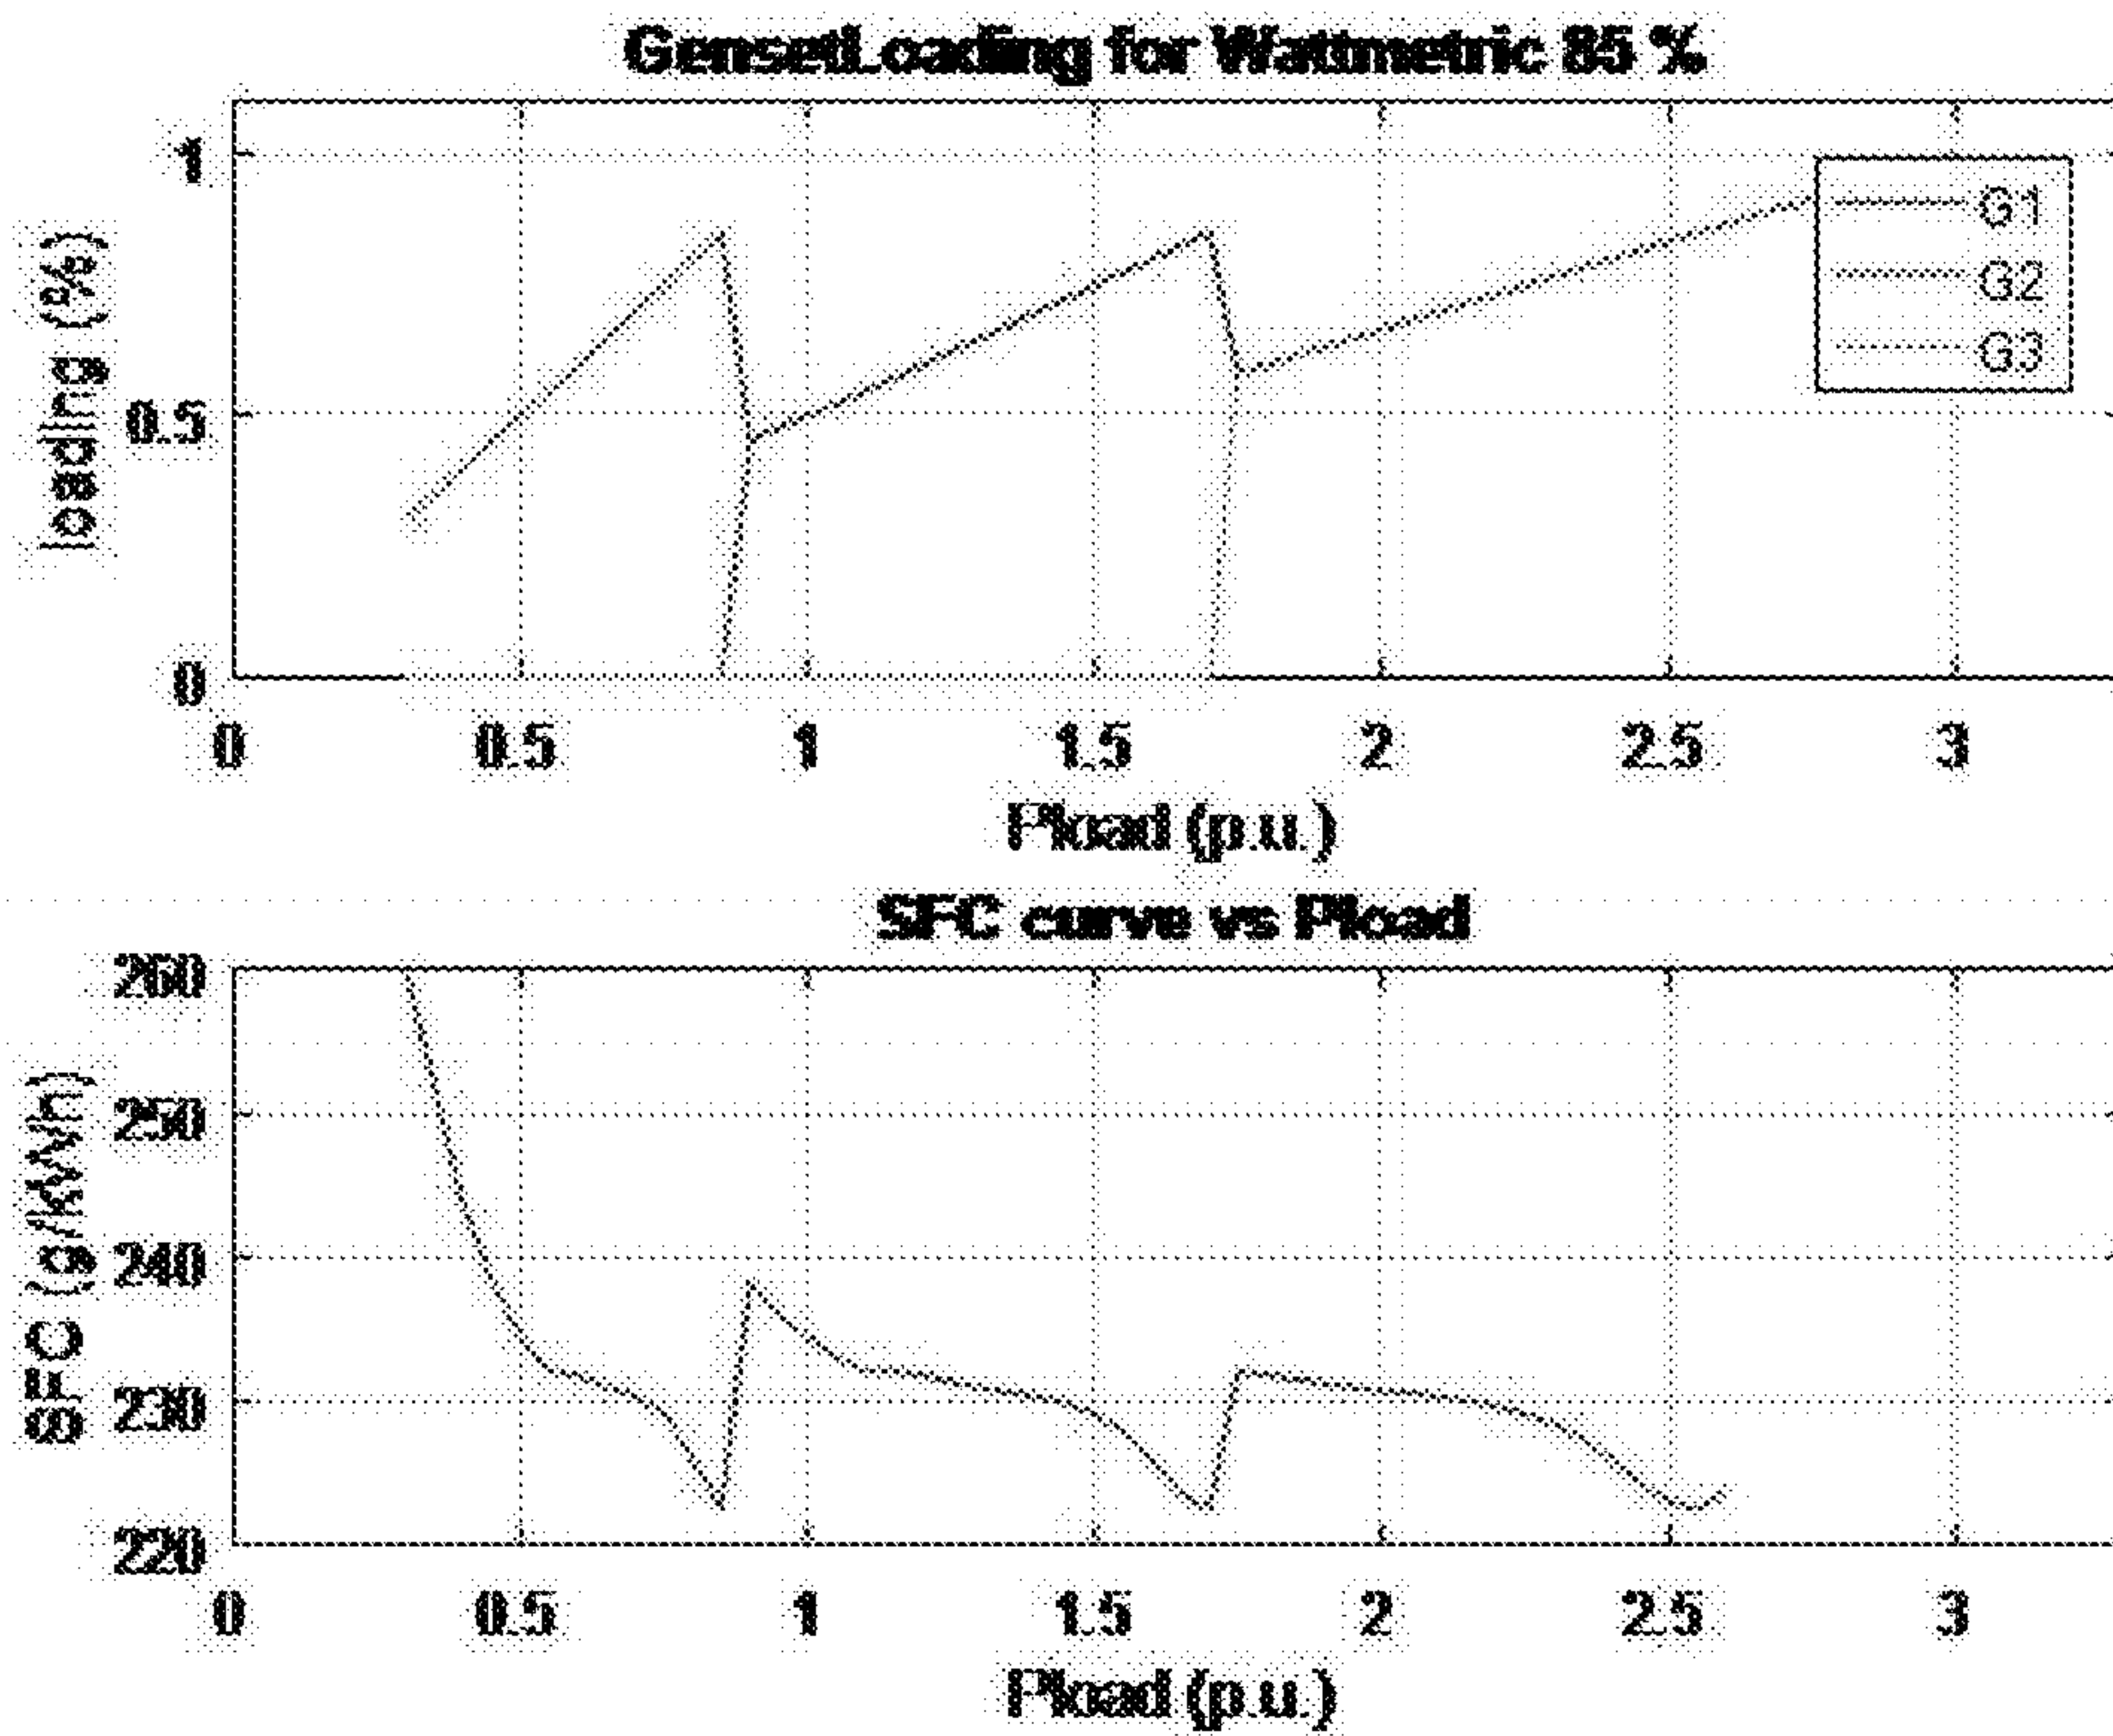 GensetLoading for Wattmetric 85 %
1
0.5
0
loading (%)
G1
G2
G3
0 0.5 1 1.5 2 2.5 3
Pload (p.u.)
SFC curve vs Pload
260
250
240
230
220
SFC (g/kWh)
0 0.5 1 1.5 2 2.5 3
Pload (p.u.)